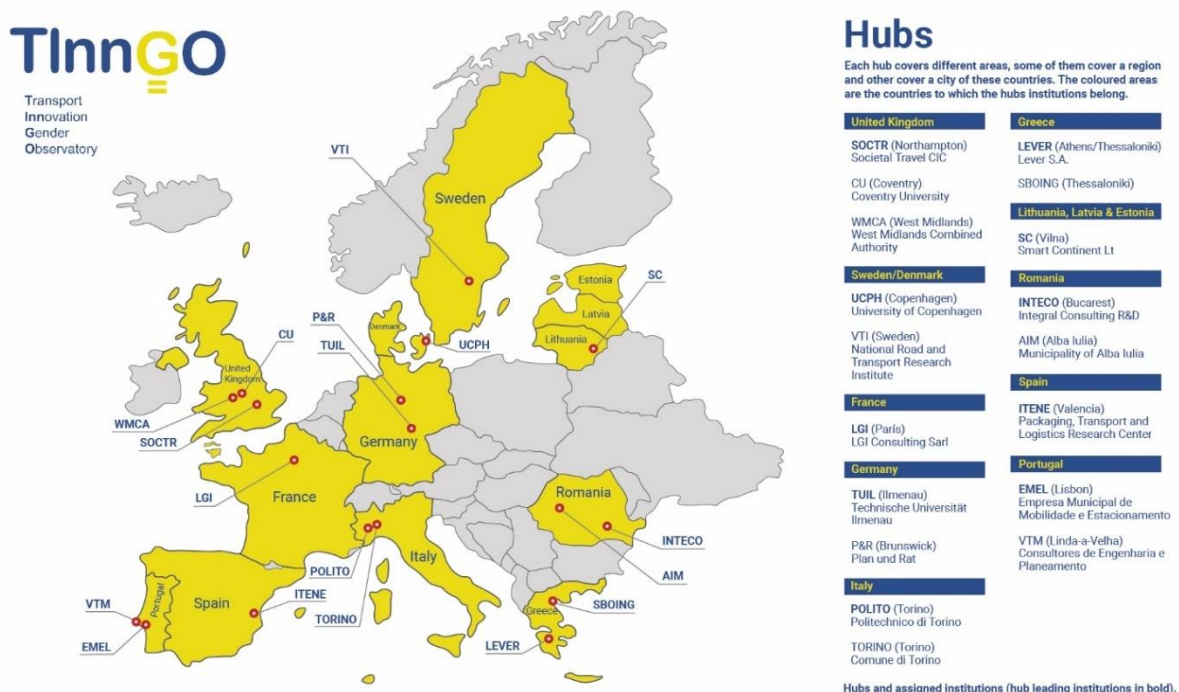 TInnGO
Transport
Innovation
Gender
Observatory
VTI
Sweden
SC
Estonia
Latvia
Lithuania
P&R
TUIL
Denmark
UCPH
CU
United
Kingdom
WMCA
SOCTR
Germany
LGI
France
Romania
INTECO
AIM
POLITO
Italy
TORINO
ITENE
Spain
Portugal
VTM
EMEL
SBOING
Greece
LEVER
Hubs
Each hub covers different areas, some of them cover a region
and other cover a city of these countries. The coloured areas
are the countries to which the hubs institutions belong.
United Kingdom
SOCTR (Northampton)
Societal Travel CIC
CU (Coventry)
Coventry University
WMCA (West Midlands)
West Midlands Combined
Authority
Sweden/Denmark
UCPH (Copenhagen)
University of Copenhagen
VTI (Sweden)
National Road and
Transport Research
Institute
France
LGI (París)
LGI Consulting Sarl
Germany
TUIL (Ilmenau)
Technische Universität
Ilmenau
P&R (Brunswick)
Plan und Rat
Italy
POLITO (Torino)
Politechnico di Torino
TORINO (Torino)
Comune di Torino
Greece
LEVER (Athens/Thessaloniki)
Lever S.A.
SBOING (Thessaloniki)
Lithuania, Latvia & Estonia
SC (Vilna)
Smart Continent Lt
Romania
INTECO (Bucarest)
Integral Consulting R&D
AIM (Alba Iulia)
Municipality of Alba Iulia
Spain
ITENE (Valencia)
Packaging, Transport and
Logistics Research Center
Portugal
EMEL (Lisbon)
Empresa Municipal de
Mobilidade e Estacionamento
VTM (Linda-a-Velha)
Consultores de Engenharia e
Planeamento
Hubs and assigned institutions (hub leading institutions in bold).